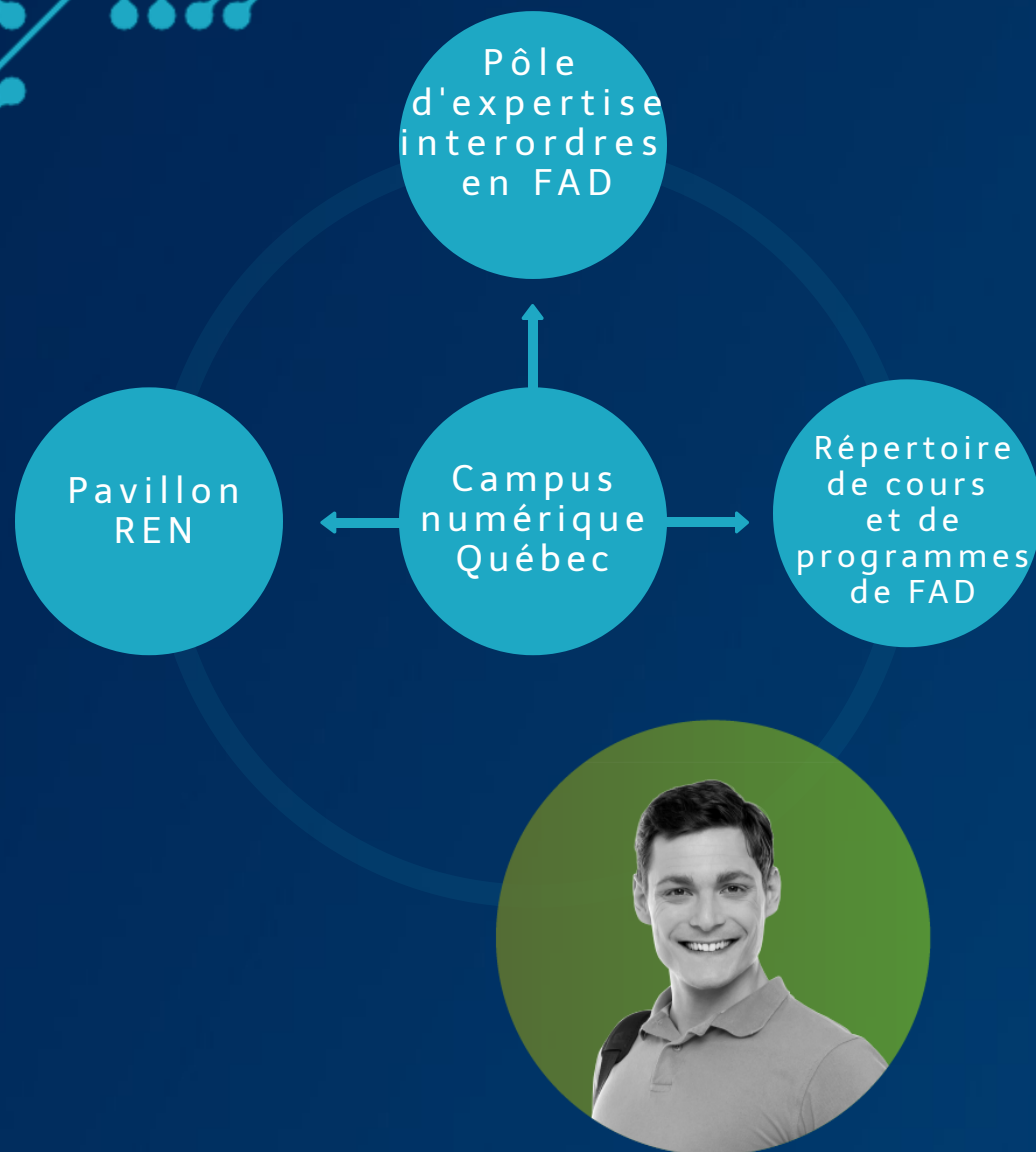 Pôle
d'expertise
interordres
en FAD
Pavillon
REN
Campus
numérique
Québec
Répertoire
de cours
et de
programmes
de FAD